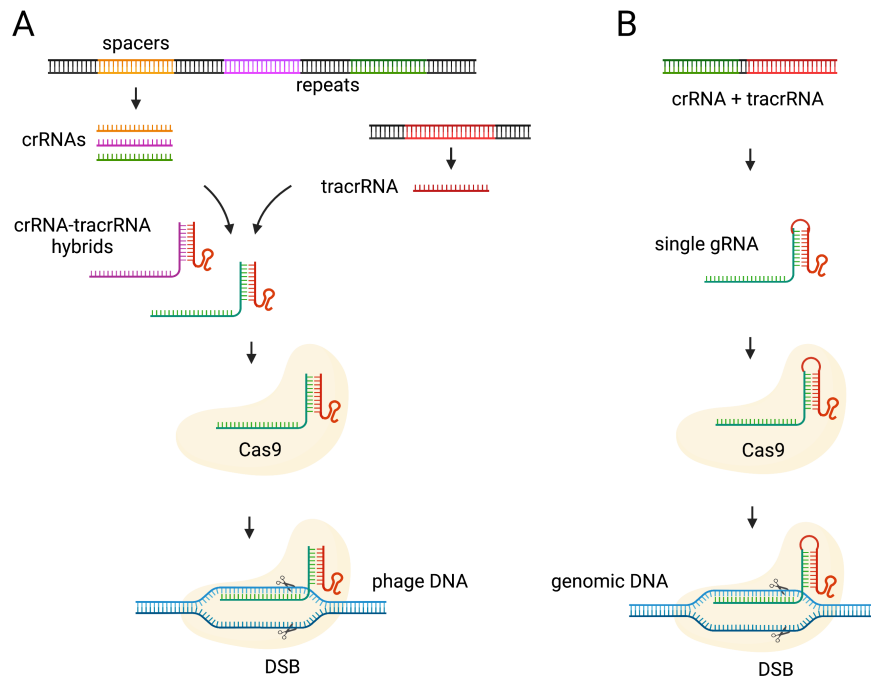 A
spacers
repeats
crRNAs
tracrRNA
crRNA-tracrRNA
hybrids
Cas9
phage DNA
DSB
B
crRNA + tracrRNA
single gRNA
Cas9
genomic DNA
DSB